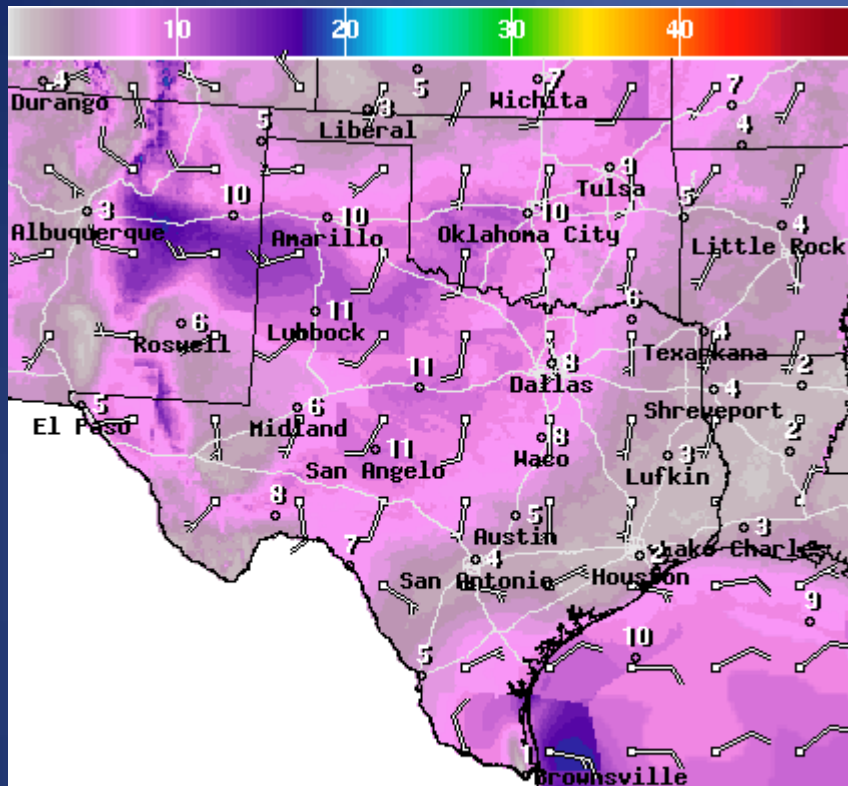 10 20 30 40
4 3 5 7 7
Durango Liberal Wichita
5 4
9
Tulsa
3 10 10 10 5 4
Albuquerque Amarillo Oklahoma City Little Rock
6 11 6 4
Roswell Lubbock Texarkana
11 8 2
Dallas
5 6 4
El Paso Midland Shreveport
11 8 3 2
San Angelo Waco Lufkin
8 5 3
Austin Lake Charles
7 4 2
San Antonio Houston
9
5 10
1
Brownsville